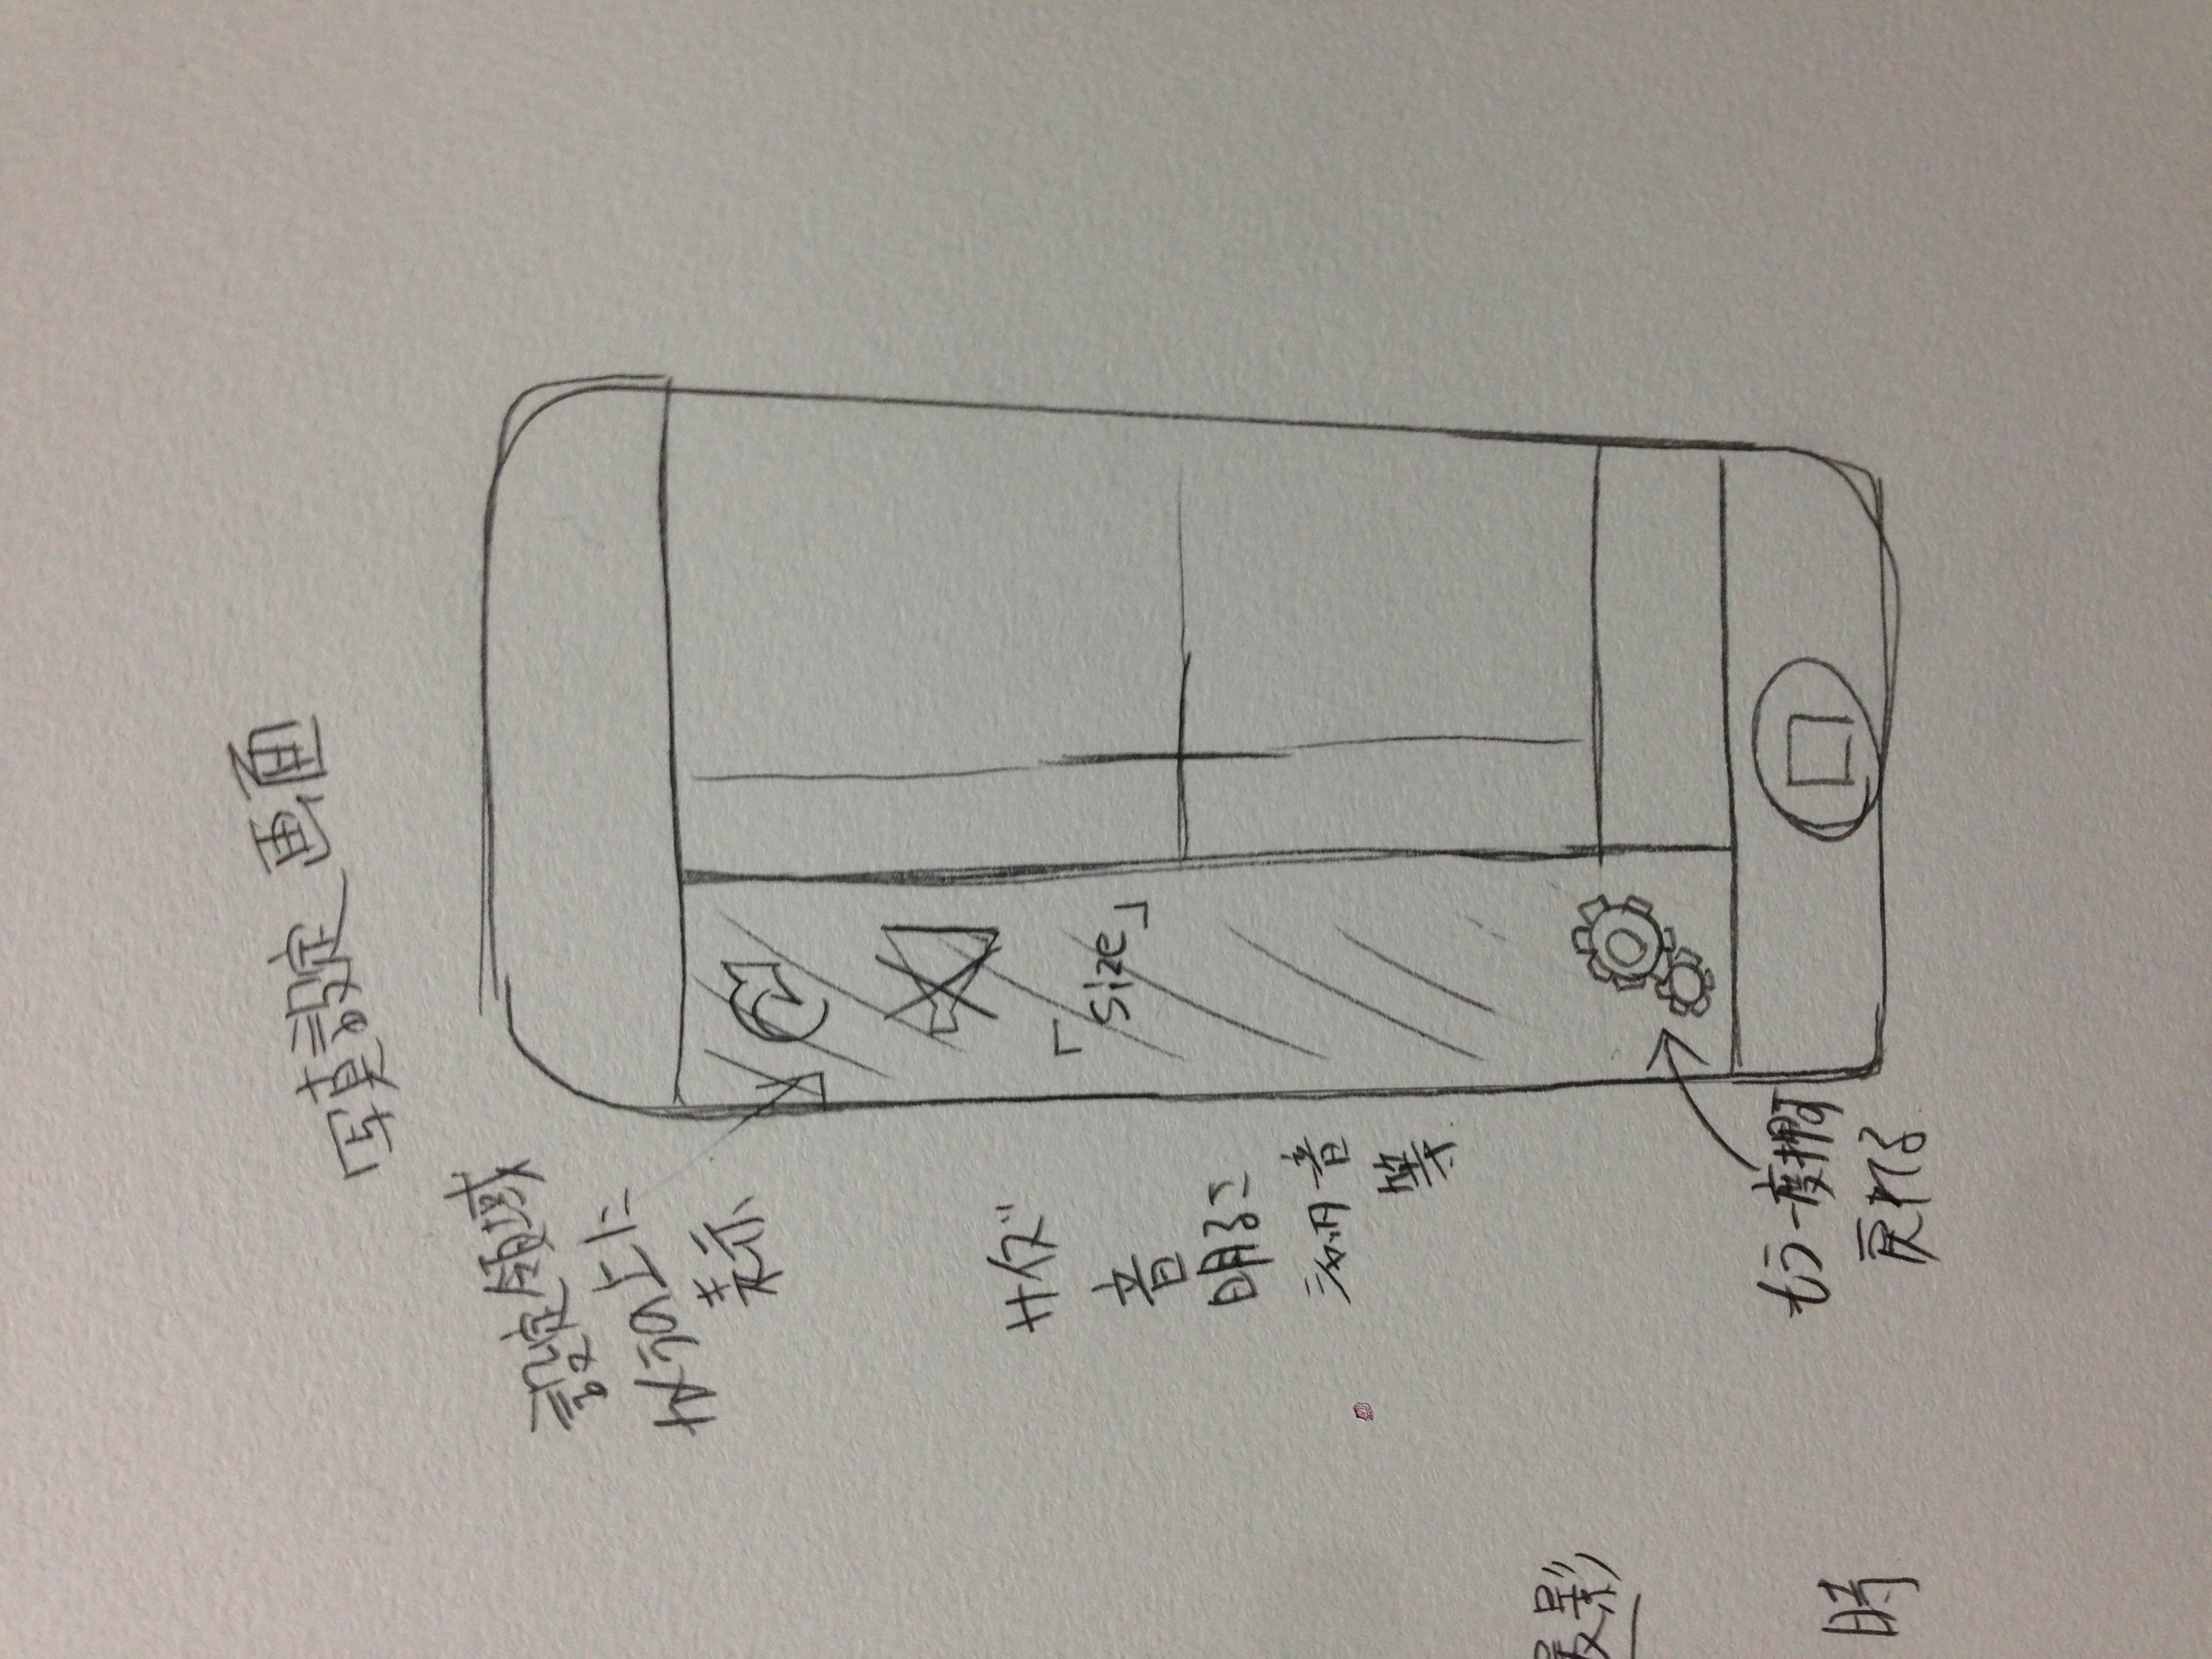 写真設定画面
設定領域
カメラの上に
表示
サイズ
音
明るさ
シャッター音
等
「size」
もう一度押す
戻れる
影
時